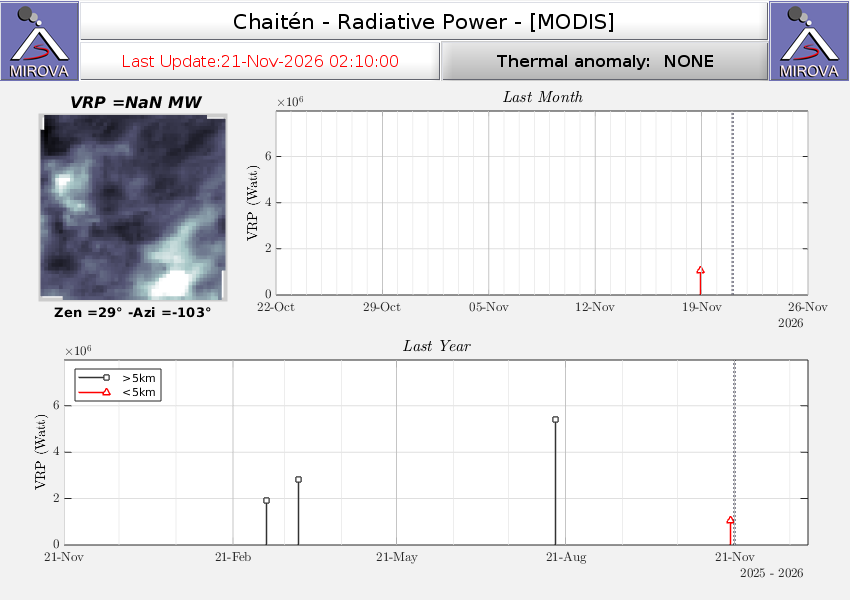 Chaitén - Radiative Power - [MODIS]
MIROVA
Last Update:21-Nov-2026 02:10:00
Thermal anomaly: NONE
MIROVA
VRP =NaN MW
Zen =29° -Azi =-103°
Last Month
×10⁶
VRP (Watt)
6
4
2
0
22-Oct
29-Oct
05-Nov
12-Nov
19-Nov
26-Nov
2026
Last Year
×10⁶
>5km
<5km
VRP (Watt)
6
4
2
0
21-Nov
21-Feb
21-May
21-Aug
21-Nov
2025 - 2026